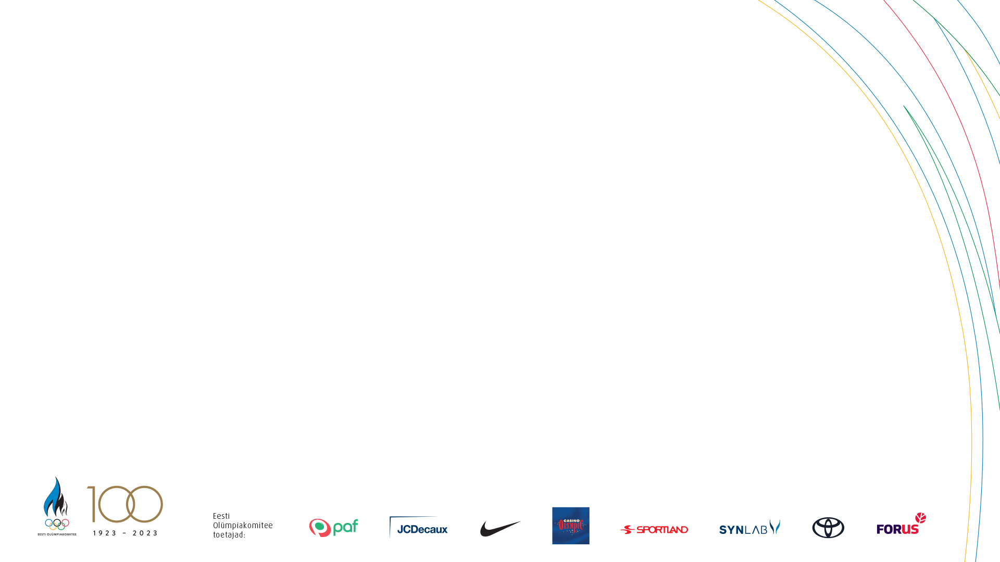 EESTI OLÜMPIAKOMITEE
100
1923 – 2023
Eesti
Olümpiakomitee
toetajad:
paf
JCDecaux
CASINO
OLYMPIC
SPORTLAND
SYNLAB
FORUS